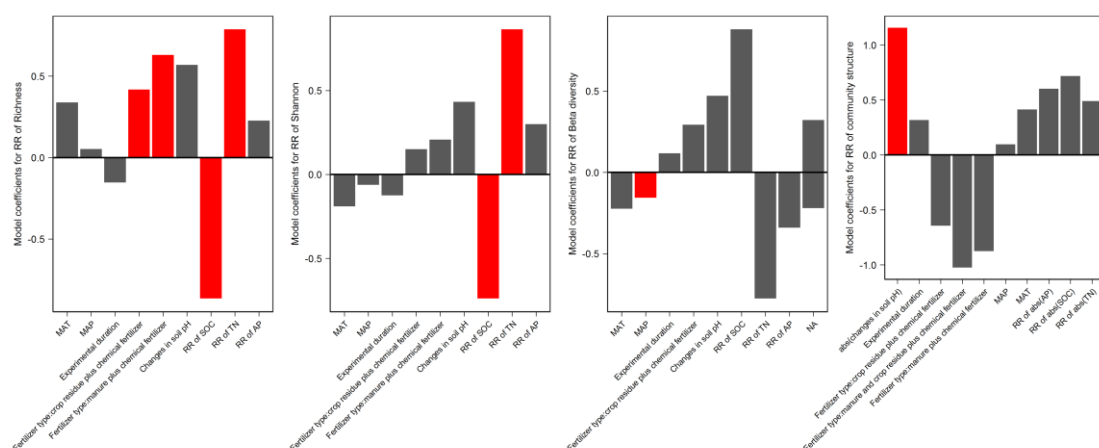 Model coefficients for RR of Richness
0.5
0.0
-0.5
MAT
MAP
Experimental duration
Fertilizer type:crop residue plus chemical fertilizer
Fertilizer type:manure plus chemical fertilizer
Changes in soil pH
RR of SOC
RR of TN
RR of AP
Model coefficients for RR of Shannon
0.5
0.0
-0.5
MAT
MAP
Experimental duration
Fertilizer type:crop residue plus chemical fertilizer
Fertilizer type:manure plus chemical fertilizer
Changes in soil pH
RR of SOC
RR of TN
RR of AP
Model coefficients for RR of Beta diversity
0.5
0.0
-0.5
MAT
MAP
Experimental duration
Fertilizer type:crop residue plus chemical fertilizer
Changes in soil pH
RR of SOC
RR of TN
RR of AP
NA
Model coefficients for RR of community structure
1.0
0.5
0.0
-0.5
-1.0
abs(changes in soil pH)
Experimental duration
Fertilizer type:crop residue plus chemical fertilizer
Fertilizer type:manure and crop residue plus chemical fertilizer
Fertilizer type:manure plus chemical fertilizer
MAP
MAT
RR of abs(AP)
RR of abs(SOC)
RR of abs(TN)